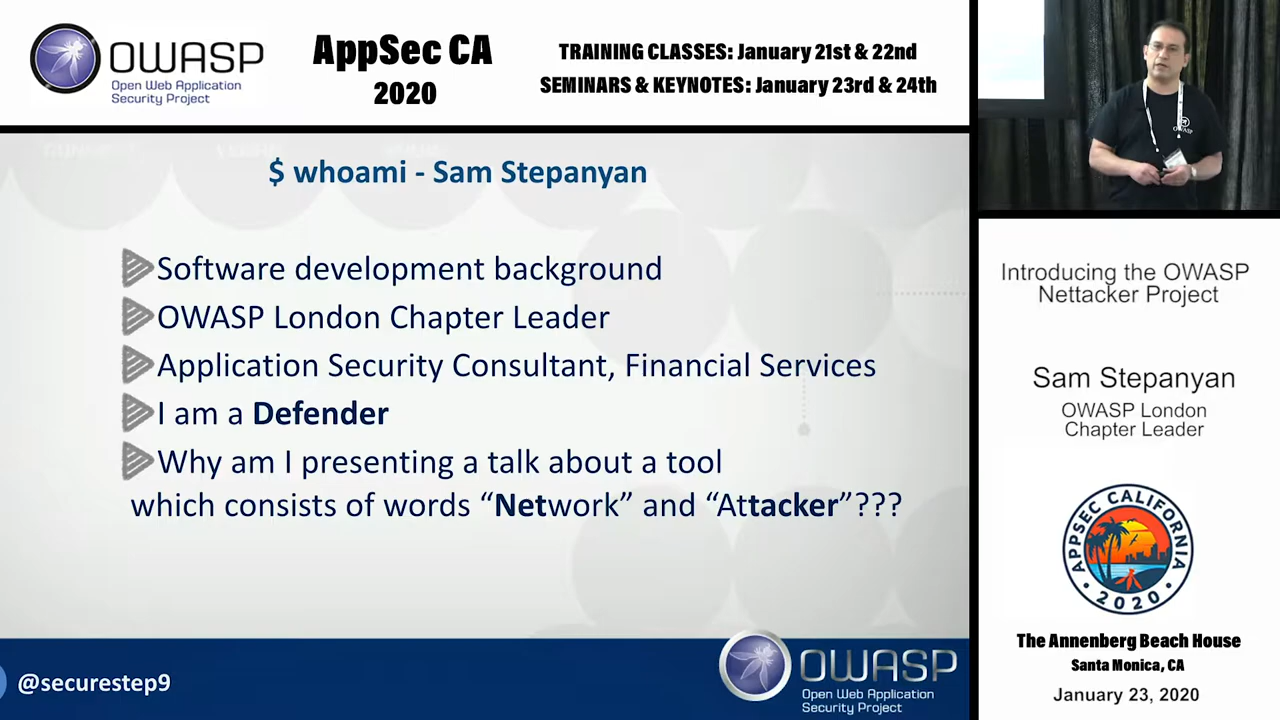 OWASP
Open Web Application
Security Project
AppSec CA
2020
TRAINING CLASSES: January 21st & 22nd
SEMINARS & KEYNOTES: January 23rd & 24th
$ whoami - Sam Stepanyan
Software development background
OWASP London Chapter Leader
Application Security Consultant, Financial Services
I am a Defender
Why am I presenting a talk about a tool
which consists of words “Network” and “Attacker”???
@securestep9
OWASP
Open Web Application
Security Project
OWASP
Introducing the OWASP
Nettacker Project
Sam Stepanyan
OWASP London
Chapter Leader
APPSEC CALIFORNIA
2020
The Annenberg Beach House
Santa Monica, CA
January 23, 2020